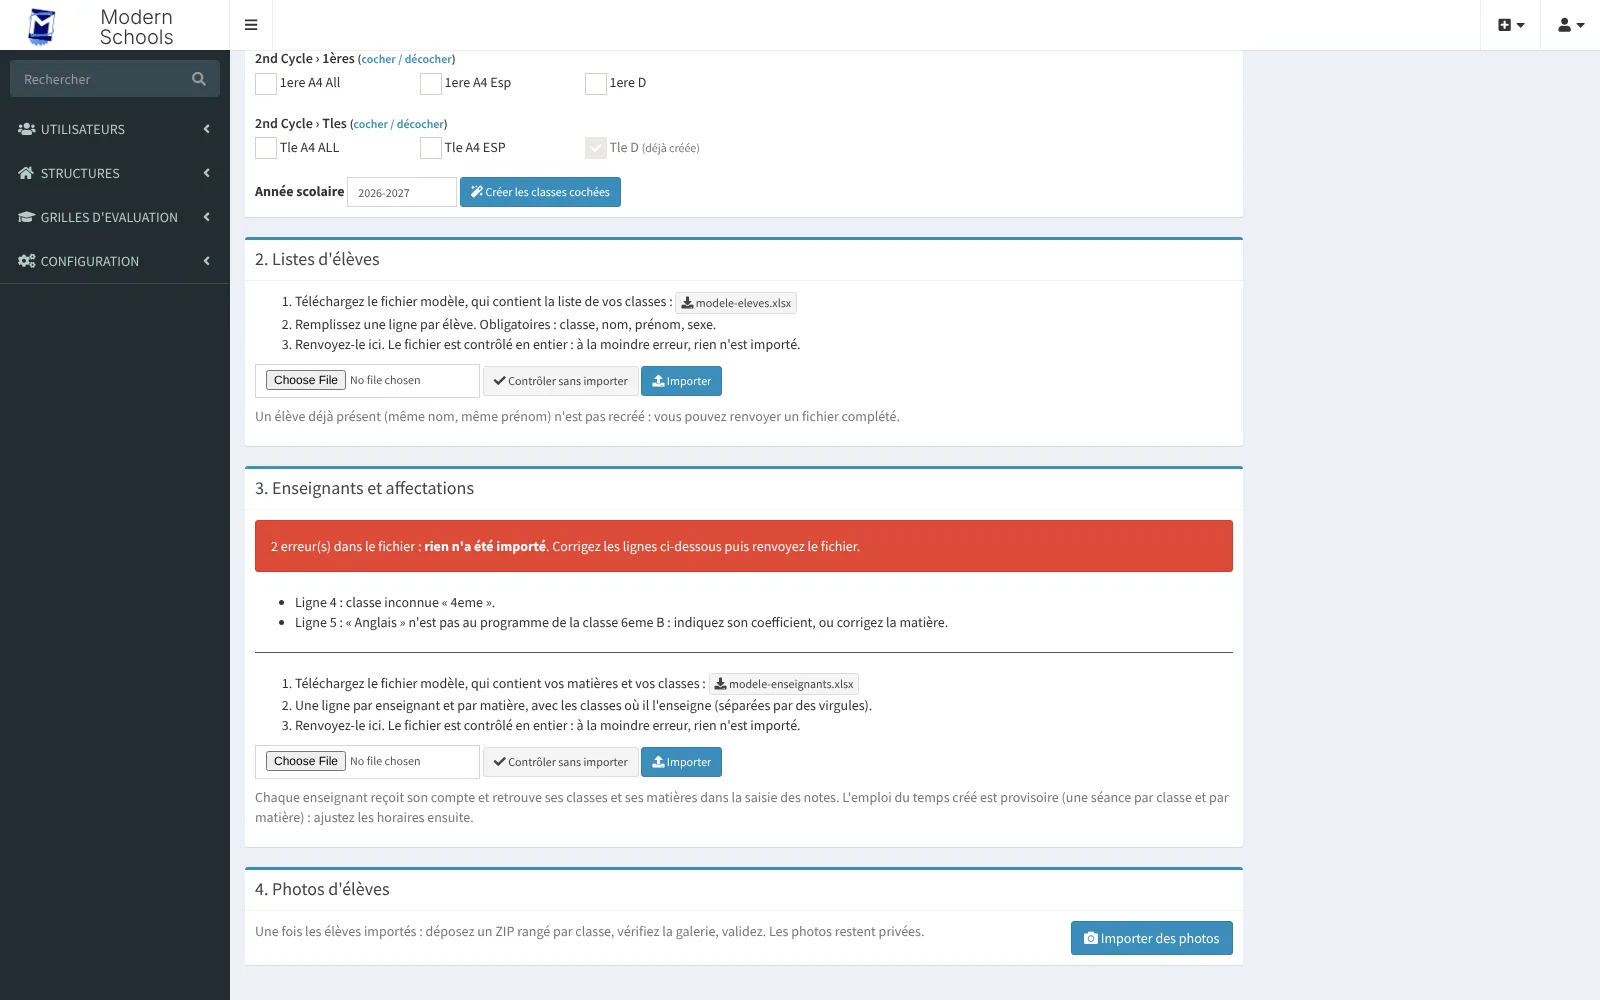 Modern
Schools
Rechercher
UTILISATEURS
STRUCTURES
GRILLES D'EVALUATION
CONFIGURATION
2nd Cycle › 1ères (cocher / décocher)
1ere A4 All
1ere A4 Esp
1ere D
2nd Cycle › Tles (cocher / décocher)
Tle A4 ALL
Tle A4 ESP
Tle D (déjà créée)
Année scolaire 2026-2027 Créer les classes cochées
2. Listes d'élèves
1. Téléchargez le fichier modèle, qui contient la liste de vos classes : modele-eleves.xlsx
2. Remplissez une ligne par élève. Obligatoires : classe, nom, prénom, sexe.
3. Renvoyez-le ici. Le fichier est contrôlé en entier : à la moindre erreur, rien n'est importé.
Choose File No file chosen Contrôler sans importer Importer
Un élève déjà présent (même nom, même prénom) n'est pas recréé : vous pouvez renvoyer un fichier complété.
3. Enseignants et affectations
2 erreur(s) dans le fichier : rien n'a été importé. Corrigez les lignes ci-dessous puis renvoyez le fichier.
• Ligne 4 : classe inconnue « 4eme ».
• Ligne 5 : « Anglais » n'est pas au programme de la classe 6eme B : indiquez son coefficient, ou corrigez la matière.
1. Téléchargez le fichier modèle, qui contient vos matières et vos classes : modele-enseignants.xlsx
2. Une ligne par enseignant et par matière, avec les classes où il l'enseigne (séparées par des virgules).
3. Renvoyez-le ici. Le fichier est contrôlé en entier : à la moindre erreur, rien n'est importé.
Choose File No file chosen Contrôler sans importer Importer
Chaque enseignant reçoit son compte et retrouve ses classes et ses matières dans la saisie des notes. L'emploi du temps créé est provisoire (une séance par classe et par
matière) : ajustez les horaires ensuite.
4. Photos d'élèves
Une fois les élèves importés : déposez un ZIP rangé par classe, vérifiez la galerie, validez. Les photos restent privées.
Importer des photos